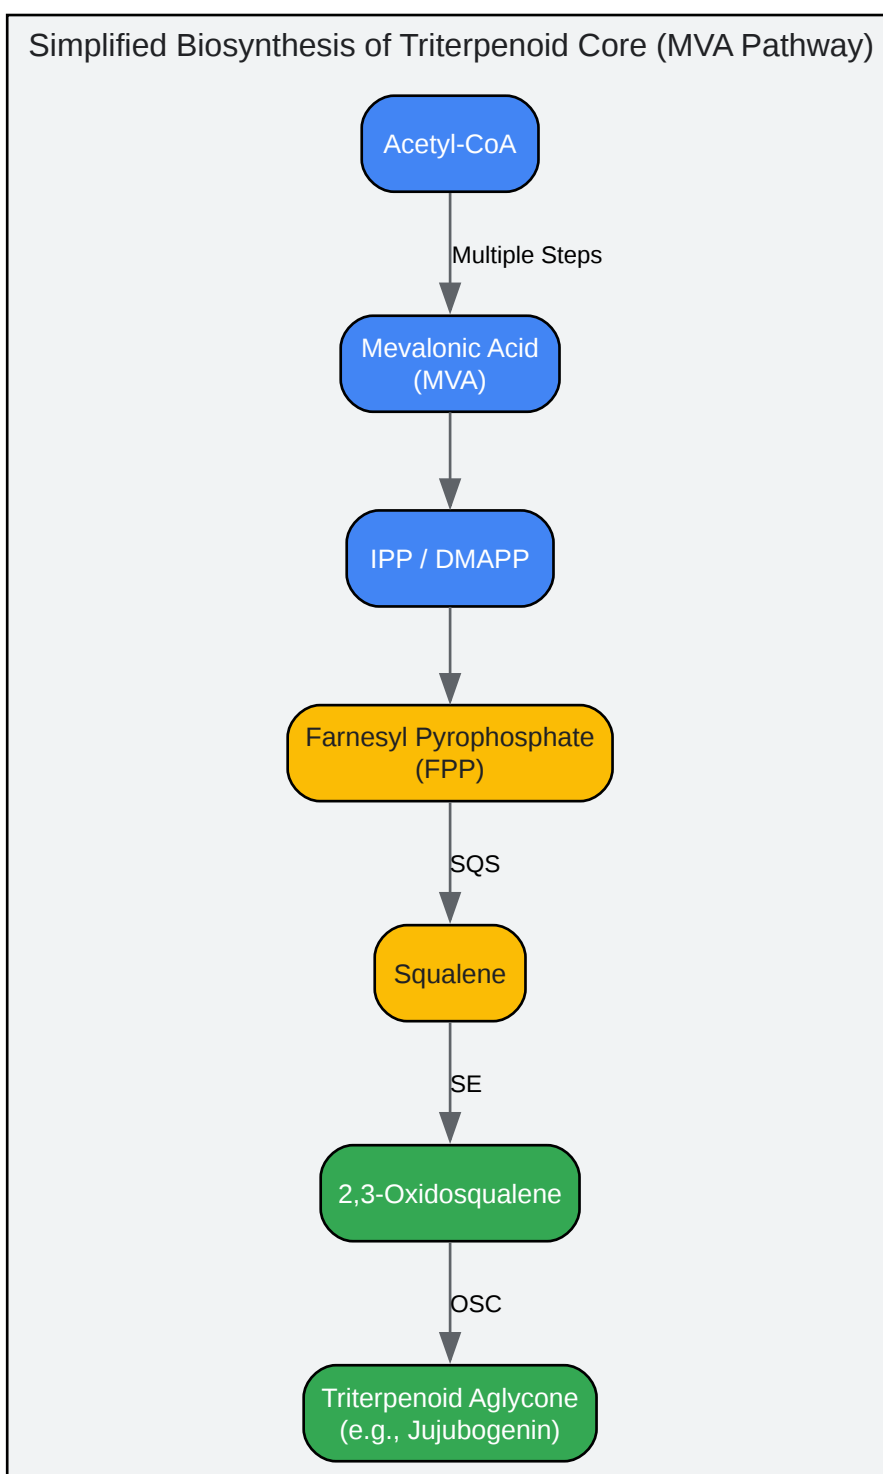 Simplified Biosynthesis of Triterpenoid Core (MVA Pathway)
Acetyl-CoA
Multiple Steps
Mevalonic Acid
(MVA)
IPP / DMAPP
Farnesyl Pyrophosphate
(FPP)
SQS
Squalene
SE
2,3-Oxidosqualene
OSC
Triterpenoid Aglycone
(e.g., Jujubogenin)